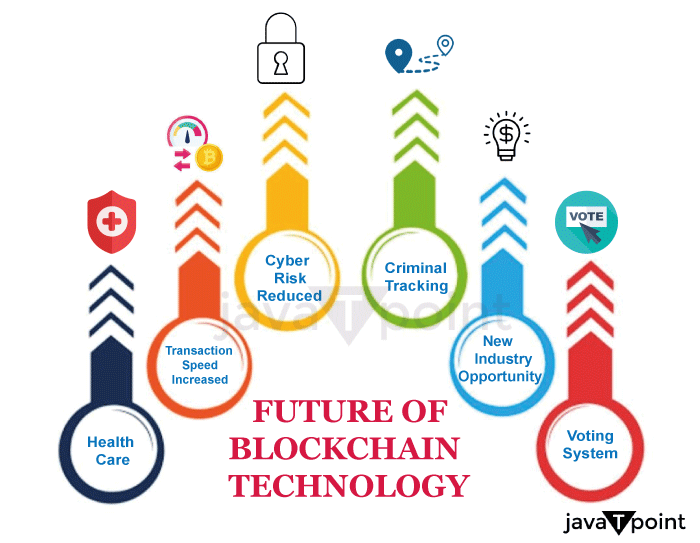 VOTE
Cyber
Risk
Reduced
Criminal
Tracking
Transaction
Speed
Increased
New
Industry
Opportunity
Health
Care
Voting
System
javaTpoint
FUTURE OF
BLOCKCHAIN
TECHNOLOGY
javaTpoint